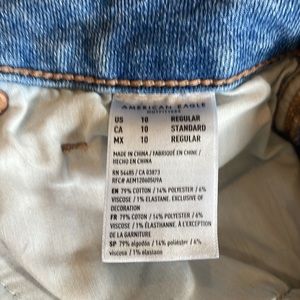 AMERICAN EAGLE
OUTFITTERS
US 10 REGULAR
CA 10 STANDARD
MX 10 REGULAR
MADE IN CHINA / FABRIQUÉ EN CHINE /
HECHO EN CHINA
RN 54485 / CA 03873
RFC# AEM120605U9A
EN 79% COTTON / 14% POLYESTER / 6%
VISCOSE / 1% ELASTANE, EXCLUSIVE OF
DECORATION
FR 79% COTON / 14% POLYESTER / 6%
VISCOSE / 1% ÉLASTHANNE, À L'EXCEPTION
DE LA GARNITURE
SP 79% algodón / 14% poliéster / 6%
viscosa / 1% elastano